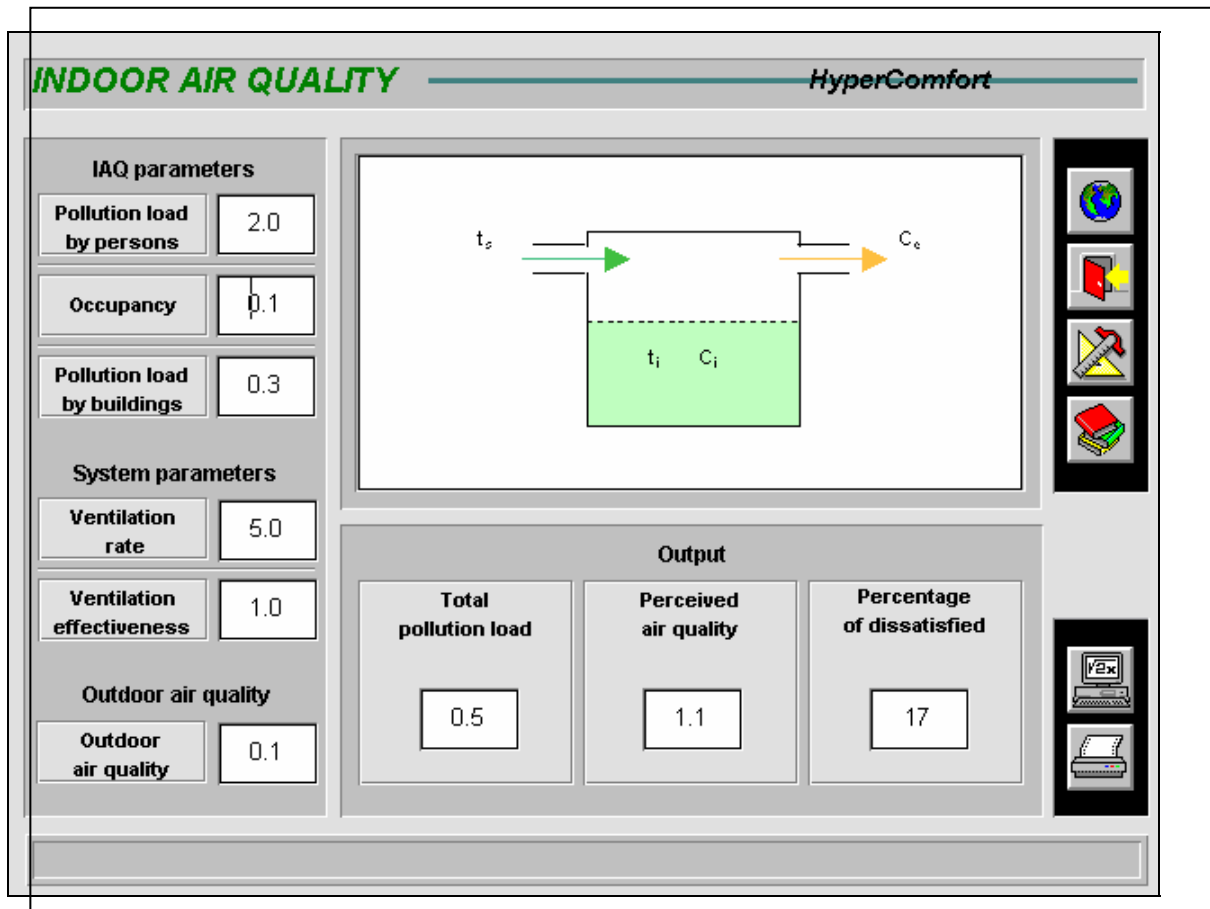 INDOOR AIR QUALITY
HyperComfort
IAQ parameters
Pollution load
by persons
2.0
Occupancy
0.1
Pollution load
by buildings
0.3
System parameters
Ventilation
rate
5.0
Ventilation
effectiveness
1.0
Outdoor air quality
Outdoor
air quality
0.1
ts
Ce
ti
Ci
Output
Total
pollution load
0.5
Perceived
air quality
1.1
Percentage
of dissatisfied
17
√2x